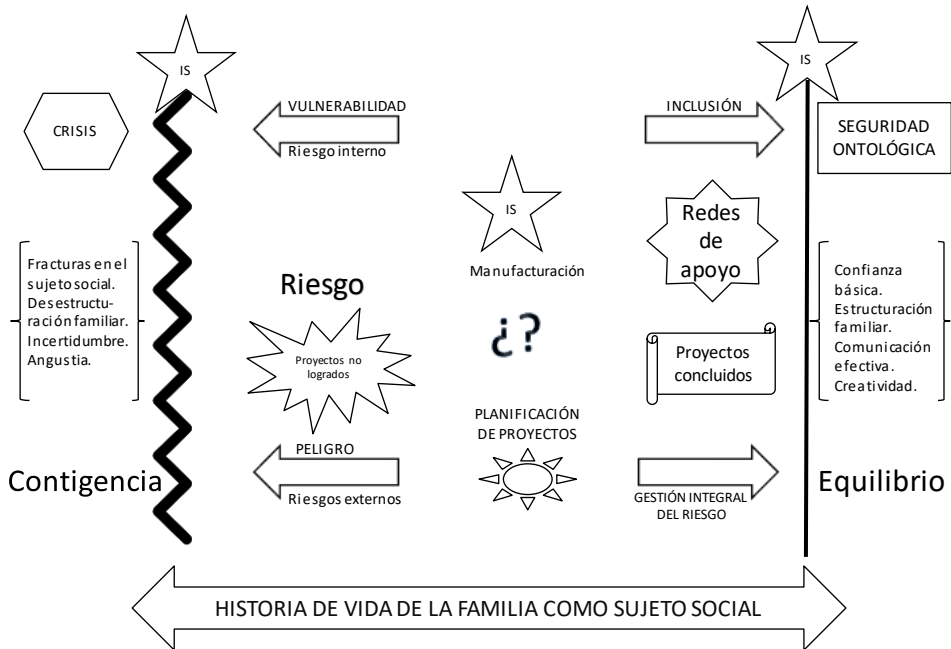 IS
IS
CRISIS
VULNERABILIDAD
Riesgo interno
INCLUSIÓN
SEGURIDAD
ONTOLÓGICA
IS
Manufacturación
Redes
de
apoyo
Fracturas en el
sujeto social.
Desestructu-
ración familiar.
Incertidumbre.
Angustia.
Riesgo
Proyectos no
logrados
¿?
Proyectos
concluidos
Confianza
básica.
Estructuración
familiar.
Comunicación
efectiva.
Creatividad.
PLANIFICACIÓN
DE PROYECTOS
Contigencia
PELIGRO
Riesgos externos
GESTIÓN INTEGRAL
DEL RIESGO
Equilibrio
HISTORIA DE VIDA DE LA FAMILIA COMO SUJETO SOCIAL